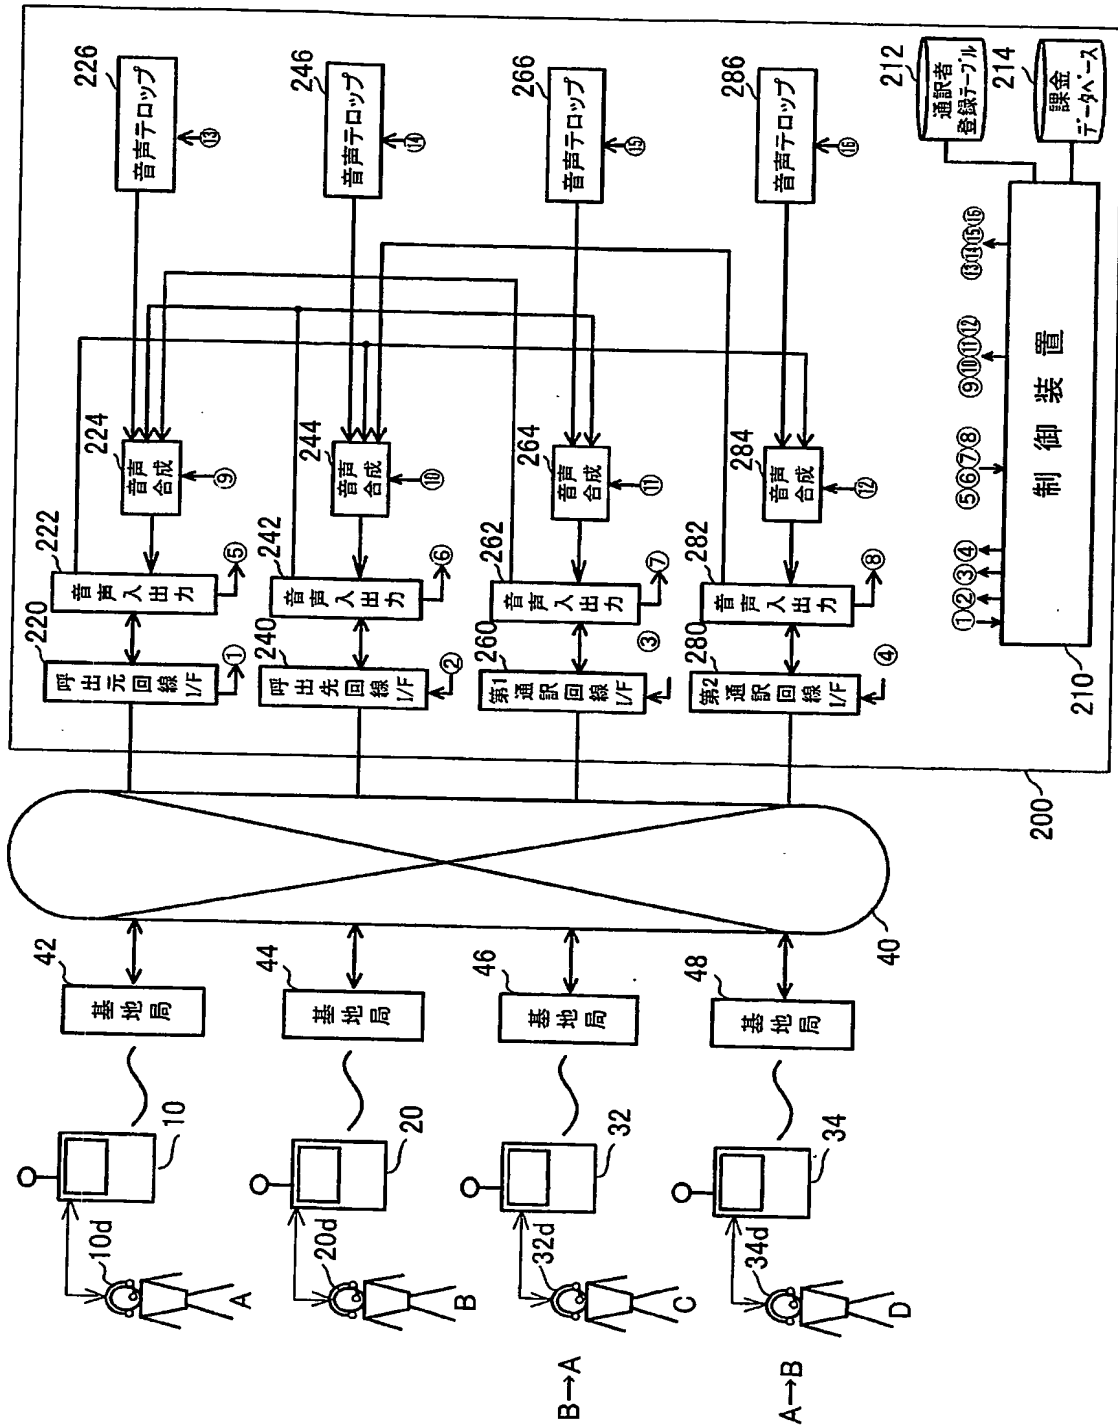 226
音声テロップ
⑬
246
音声テロップ
⑭
266
音声テロップ
⑮
286
音声テロップ
⑯
212
通訳者
登録テーブル
214
課金
データベース
224
音声
合成
⑨
244
音声
合成
⑩
264
音声
合成
⑪
284
音声
合成
⑫
222
音声入出力
⑤
242
音声入出力
⑥
262
音声入出力
⑦
282
音声入出力
⑧
220
呼出元回線
I/F
①
240
呼出先回線
I/F
②
260
第1通訳回線
I/F
③
280
第2通訳回線
I/F
④
①②③④
⑤⑥⑦⑧
⑨⑩⑪⑫
⑬⑭⑮⑯
制御装置
210
200
40
42
基地局
44
基地局
46
基地局
48
基地局
10
20
32
34
10d
A
20d
B
32d
C
34d
D
B→A
A→B